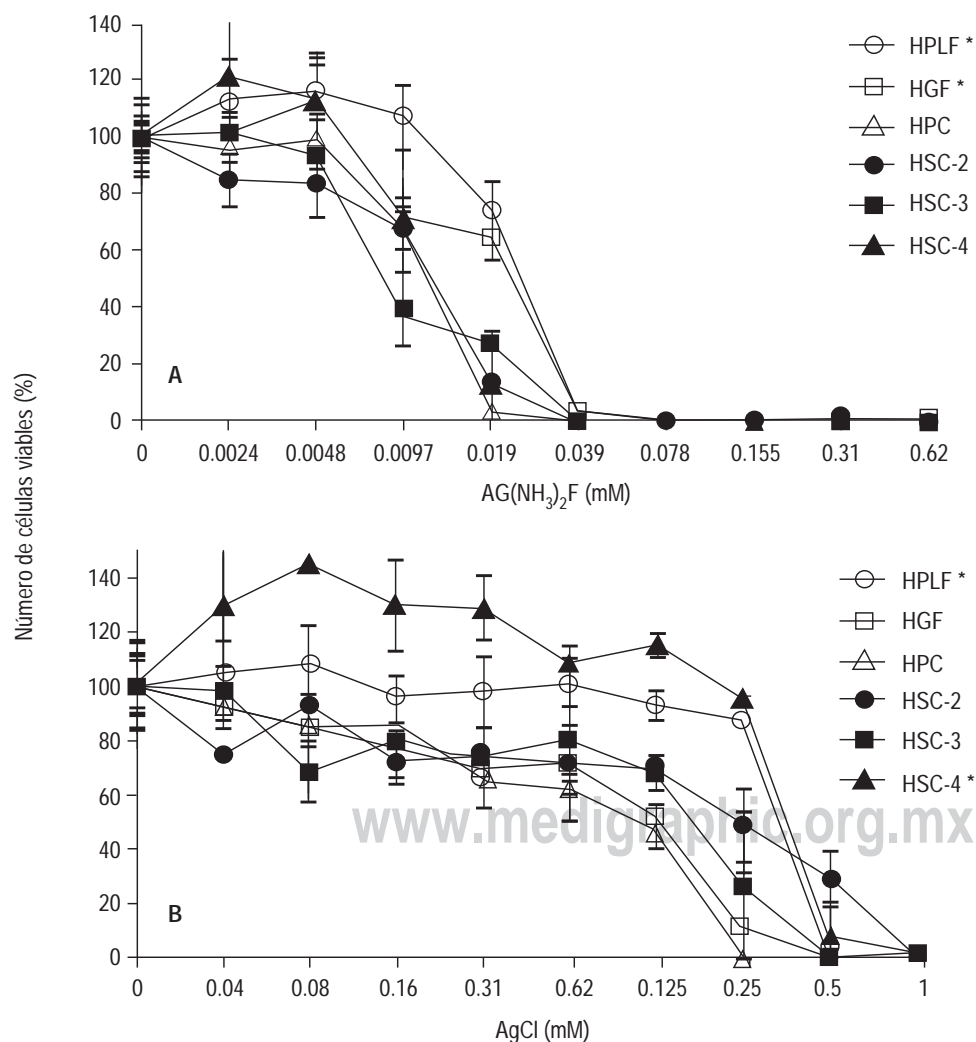 Número de células viables (%)
140
120
100
80
60
40
20
0
A
0 0.0024 0.0048 0.0097 0.019 0.039 0.078 0.155 0.31 0.62
AG(NH₃)₂F (mM)
HPLF *
HGF *
HPC
HSC-2
HSC-3
HSC-4
140
120
100
80
60
40
20
0
B
0 0.04 0.08 0.16 0.31 0.62 0.125 0.25 0.5 1
AgCl (mM)
HPLF *
HGF
HPC
HSC-2
HSC-3
HSC-4 *
www.medigraphic.org.mx